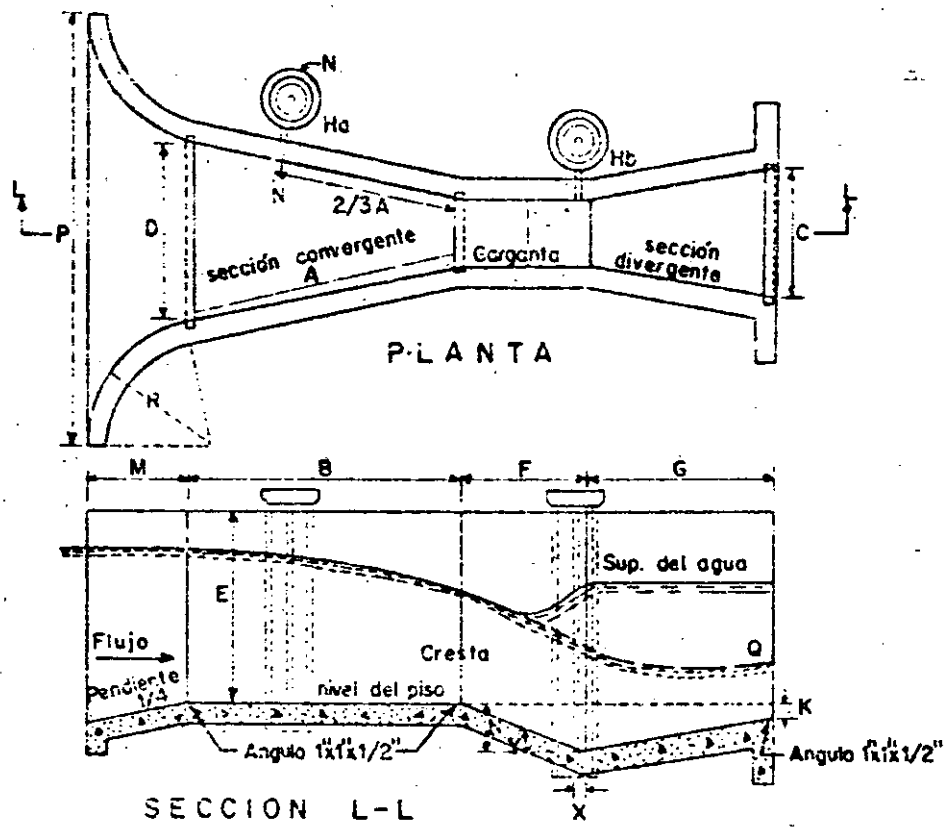 N
Ha
Hb
N
2/3 A
L
P
D
C
L
sección convergente
A
Garganta
sección
divergente
R
P·LANTA
M
B
F
G
E
Sup. del agua
Flujo
Cresta
Q
Pendiente
1/4
nivel del piso
K
Angulo 1"x1"x1/2"
Angulo 1"x1"x1/2"
X
SECCION L-L